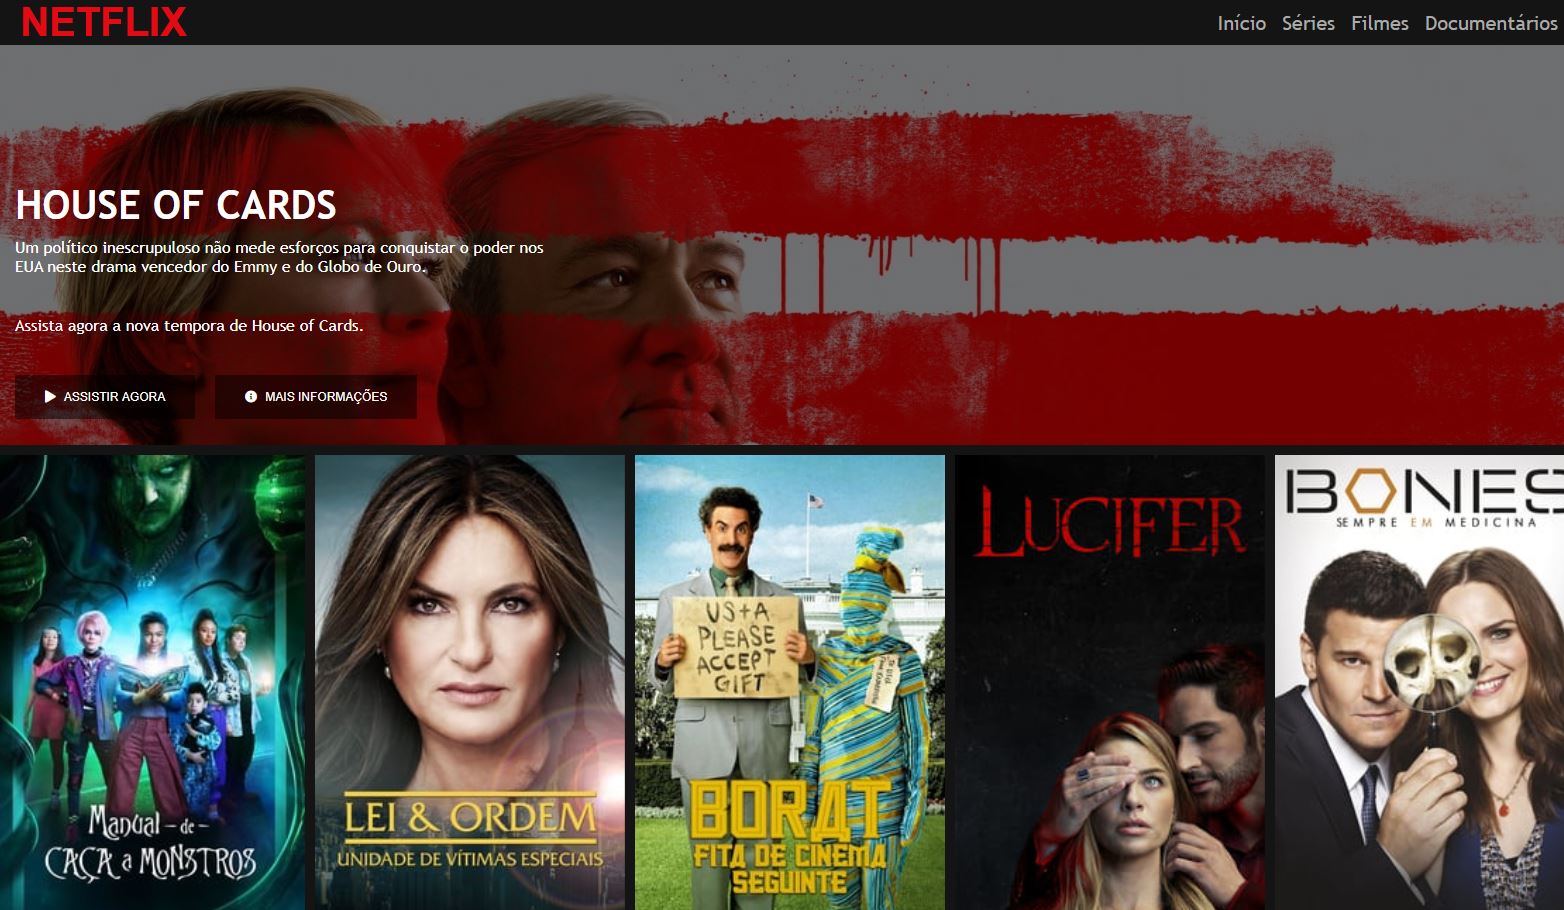 NETFLIX
Início Séries Filmes Documentários
HOUSE OF CARDS
Um político inescrupuloso não mede esforços para conquistar o poder nos
EUA neste drama vencedor do Emmy e do Globo de Ouro.
Assista agora a nova tempora de House of Cards.
ASSISTIR AGORA
MAIS INFORMAÇÕES
Manual - de -
CAÇA a MONSTROS
LEI & ORDEM
UNIDADE DE VÍTIMAS ESPECIAIS
US+A
PLEASE
ACCEPT
GIFT
BORAT
FITA DE CINEMA
SEGUINTE
LUCIFER
BONES
SEMPRE EM MEDICINA